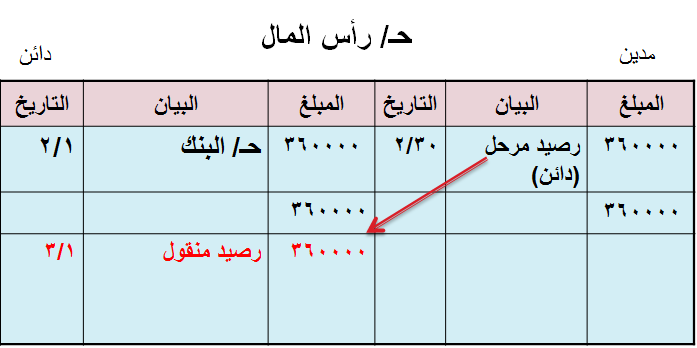 حـ/ رأس المال
مدين
دائن
المبلغ البيان التاريخ المبلغ البيان التاريخ
٣٦٠٠٠٠ رصيد مرحل ٢/٣٠ ٣٦٠٠٠٠ حـ/ البنك ٢/١
(دائن)
٣٦٠٠٠٠ ٣٦٠٠٠٠
٣٦٠٠٠٠ رصيد منقول ٣/١